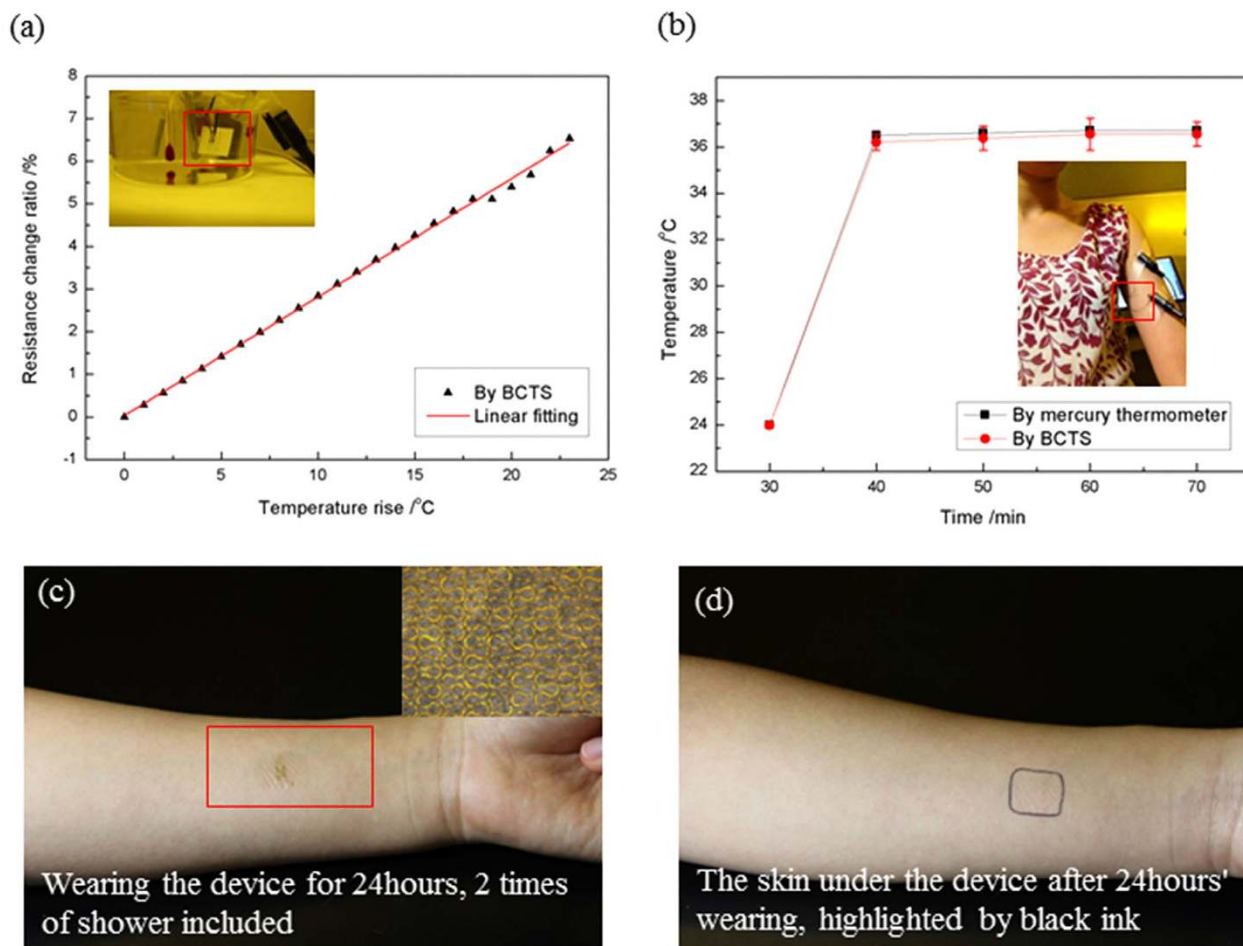 (a)
8
7
6
5
4
3
2
1
0
-1
0 5 10 15 20 25
Resistance change ratio /%
Temperature rise /°C
By BCTS
Linear fitting
(b)
38
36
34
32
30
28
26
24
22
30 40 50 60 70
Temperature /°C
Time /min
By mercury thermometer
By BCTS
(c)
Wearing the device for 24hours, 2 times
of shower included
(d)
The skin under the device after 24hours'
wearing, highlighted by black ink